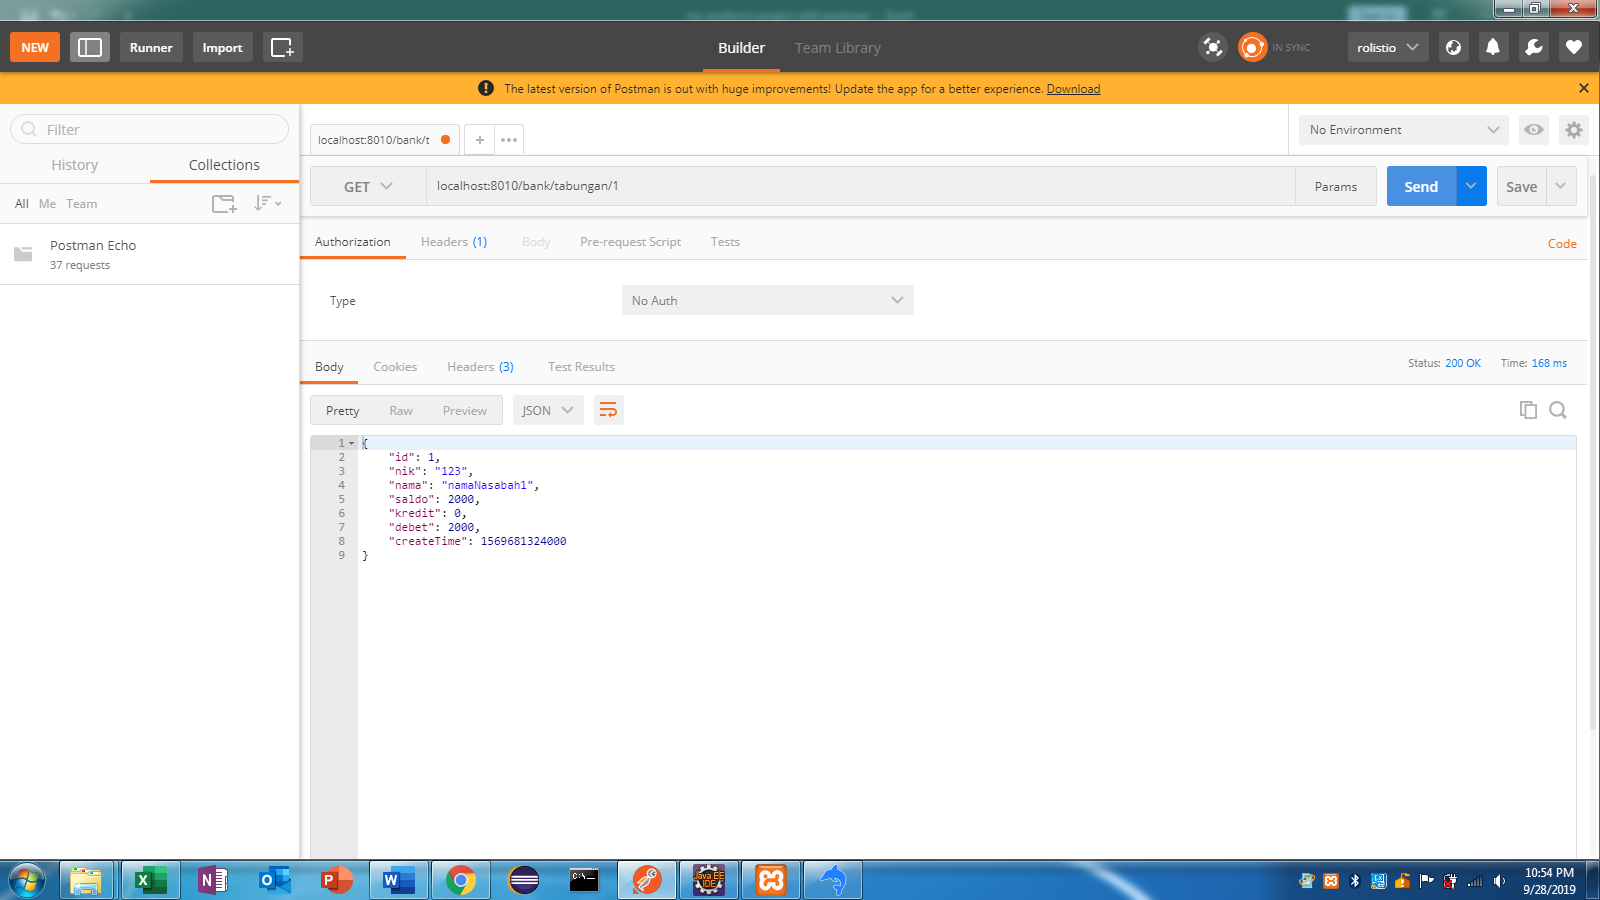 NEW
Runner
Import
Builder
Team Library
IN SYNC
rolistio
The latest version of Postman is out with huge improvements! Update the app for a better experience. Download
Filter
History
Collections
All Me Team
Postman Echo
37 requests
localhost:8010/bank/t
No Environment
GET
localhost:8010/bank/tabungan/1
Params
Send
Save
Authorization
Headers (1)
Body
Pre-request Script
Tests
Code
Type
No Auth
Body
Cookies
Headers (3)
Test Results
Status: 200 OK
Time: 168 ms
Pretty
Raw
Preview
JSON
1 {
2 "id": 1,
3 "nik": "123",
4 "nama": "namaNasabah1",
5 "saldo": 2000,
6 "kredit": 0,
7 "debet": 2000,
8 "createTime": 1569681324000
9 }
Java EE
IDE
10:54 PM
9/28/2019